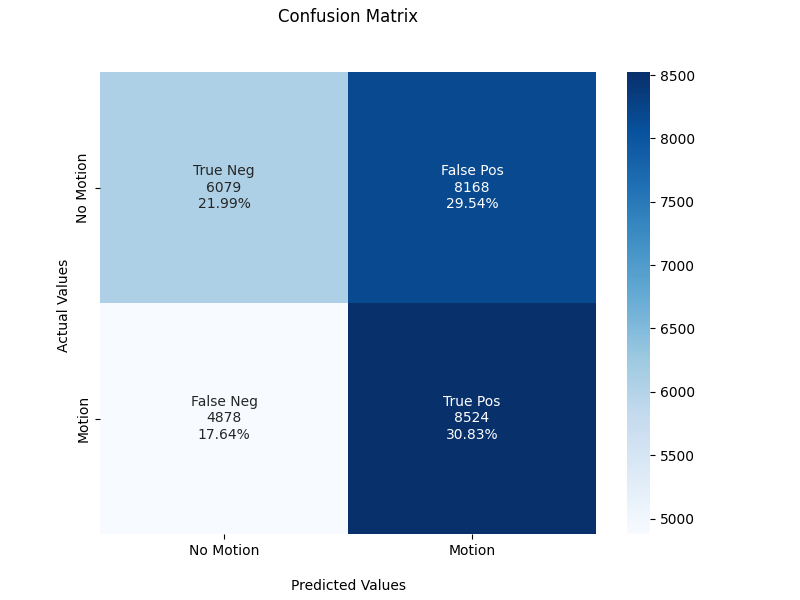 Confusion Matrix
No Motion
Motion
Actual Values
True Neg
6079
21.99%
False Pos
8168
29.54%
False Neg
4878
17.64%
True Pos
8524
30.83%
No Motion
Motion
Predicted Values
8500
8000
7500
7000
6500
6000
5500
5000